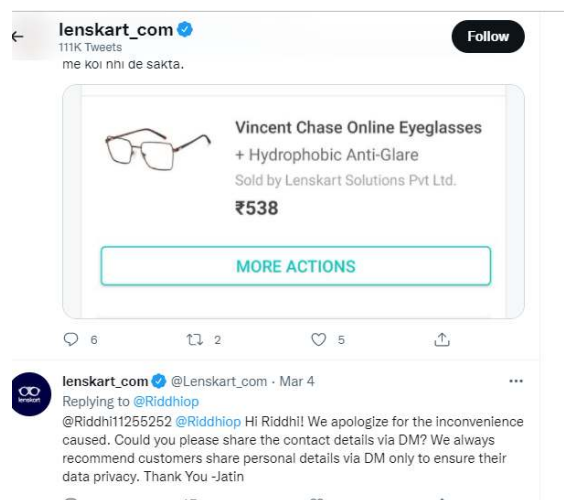 lenskart_com
Follow
111K Tweets
me koi nhi de sakta.
Vincent Chase Online Eyeglasses
+ Hydrophobic Anti-Glare
Sold by Lenskart Solutions Pvt Ltd.
₹538
MORE ACTIONS
6 2 5
lenskart
lenskart_com @Lenskart_com · Mar 4
Replying to @Riddhiop
@Riddhi11255252 @Riddhiop Hi Riddhi! We apologize for the inconvenience
caused. Could you please share the contact details via DM? We always
recommend customers share personal details via DM only to ensure their
data privacy. Thank You -Jatin